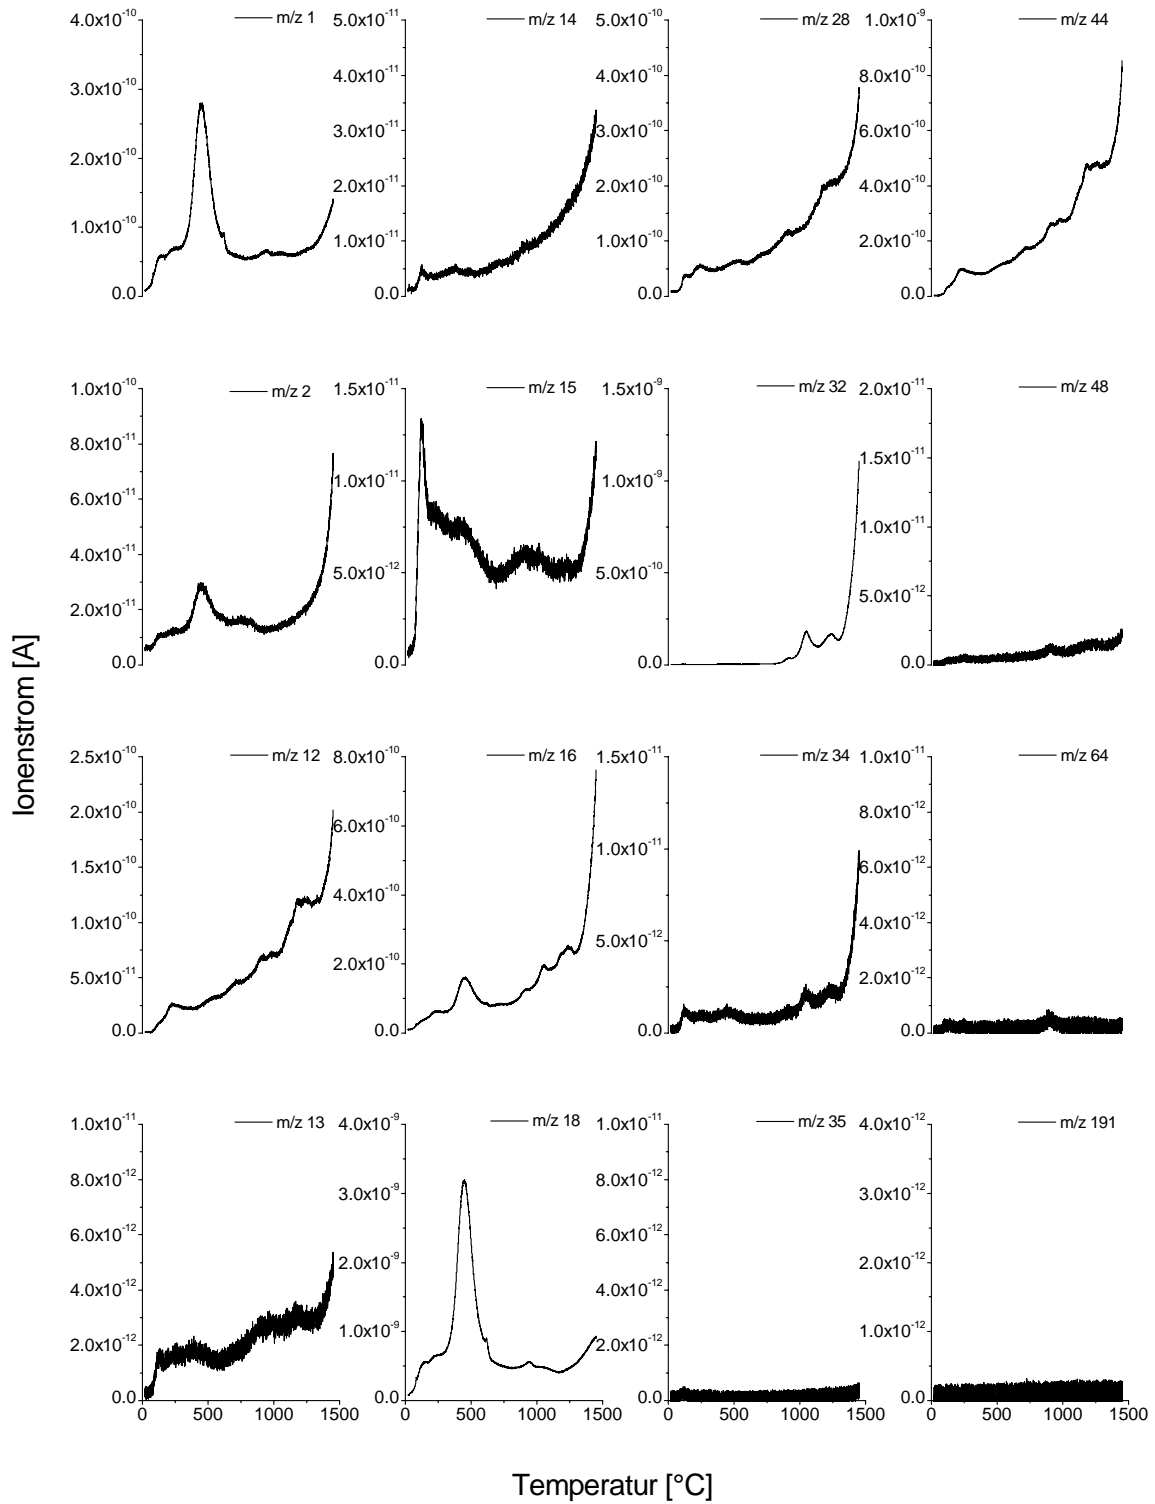 m/z 1
4.0x10⁻¹⁰
3.0x10⁻¹⁰
2.0x10⁻¹⁰
1.0x10⁻¹⁰
0.0
m/z 14
5.0x10⁻¹¹
4.0x10⁻¹¹
3.0x10⁻¹¹
2.0x10⁻¹¹
1.0x10⁻¹¹
0.0
m/z 28
5.0x10⁻¹⁰
4.0x10⁻¹⁰
3.0x10⁻¹⁰
2.0x10⁻¹⁰
1.0x10⁻¹⁰
0.0
m/z 44
1.0x10⁻⁹
8.0x10⁻¹⁰
6.0x10⁻¹⁰
4.0x10⁻¹⁰
2.0x10⁻¹⁰
0.0
m/z 2
1.0x10⁻¹⁰
8.0x10⁻¹¹
6.0x10⁻¹¹
4.0x10⁻¹¹
2.0x10⁻¹¹
0.0
m/z 15
1.5x10⁻¹¹
1.0x10⁻¹¹
5.0x10⁻¹²
0.0
m/z 32
1.5x10⁻⁹
1.0x10⁻⁹
5.0x10⁻¹⁰
0.0
m/z 48
2.0x10⁻¹¹
1.5x10⁻¹¹
1.0x10⁻¹¹
5.0x10⁻¹²
0.0
Ionenstrom [A]
m/z 12
2.5x10⁻¹⁰
2.0x10⁻¹⁰
1.5x10⁻¹⁰
1.0x10⁻¹⁰
5.0x10⁻¹¹
0.0
m/z 16
8.0x10⁻¹⁰
6.0x10⁻¹⁰
4.0x10⁻¹⁰
2.0x10⁻¹⁰
0.0
m/z 34
1.5x10⁻¹¹
1.0x10⁻¹¹
5.0x10⁻¹²
0.0
m/z 64
1.0x10⁻¹¹
8.0x10⁻¹²
6.0x10⁻¹²
4.0x10⁻¹²
2.0x10⁻¹²
0.0
m/z 13
1.0x10⁻¹¹
8.0x10⁻¹²
6.0x10⁻¹²
4.0x10⁻¹²
2.0x10⁻¹²
0.0
0 500 1000 1500
m/z 18
4.0x10⁻⁹
3.0x10⁻⁹
2.0x10⁻⁹
1.0x10⁻⁹
0.0
0 500 1000 1500
m/z 35
1.0x10⁻¹¹
8.0x10⁻¹²
6.0x10⁻¹²
4.0x10⁻¹²
2.0x10⁻¹²
0.0
0 500 1000 1500
m/z 191
4.0x10⁻¹²
3.0x10⁻¹²
2.0x10⁻¹²
1.0x10⁻¹²
0.0
0 500 1000 1500
Temperatur [°C]